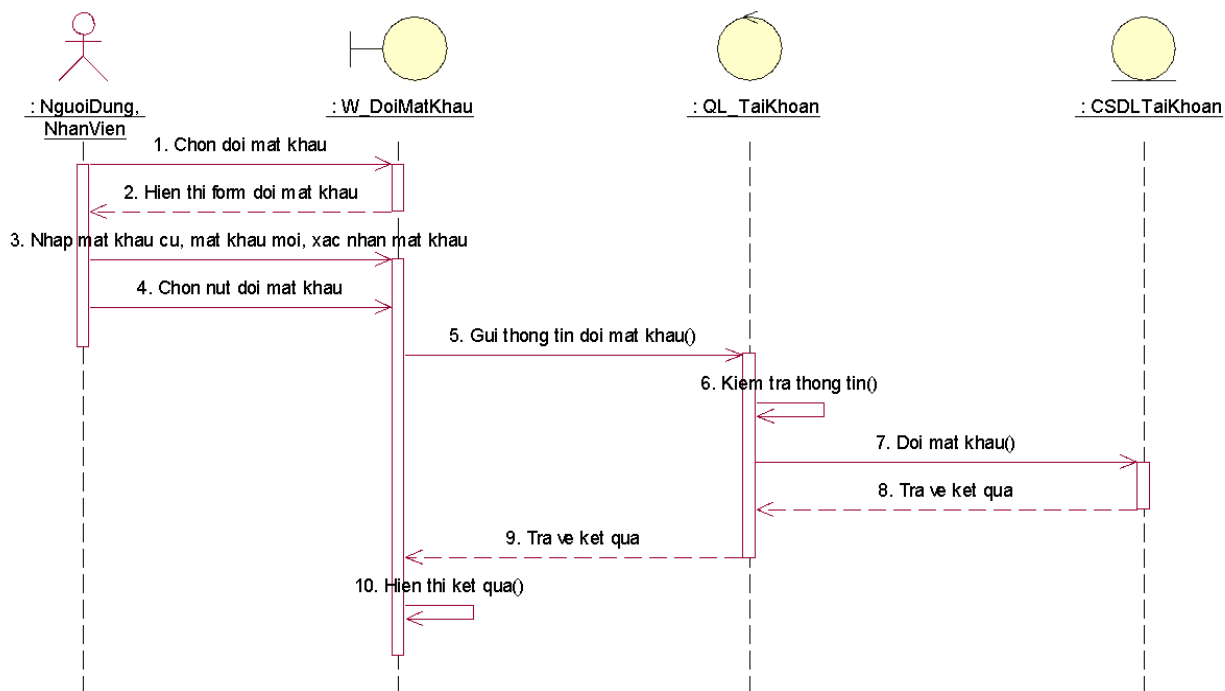 : NguoiDung,
NhanVien
: W_DoiMatKhau
: QL_TaiKhoan
: CSDLTaiKhoan
1. Chon doi mat khau
2. Hien thi form doi mat khau
3. Nhap mat khau cu, mat khau moi, xac nhan mat khau
4. Chon nut doi mat khau
5. Gui thong tin doi mat khau()
6. Kiem tra thong tin()
7. Doi mat khau()
8. Tra ve ket qua
9. Tra ve ket qua
10. Hien thi ket qua()